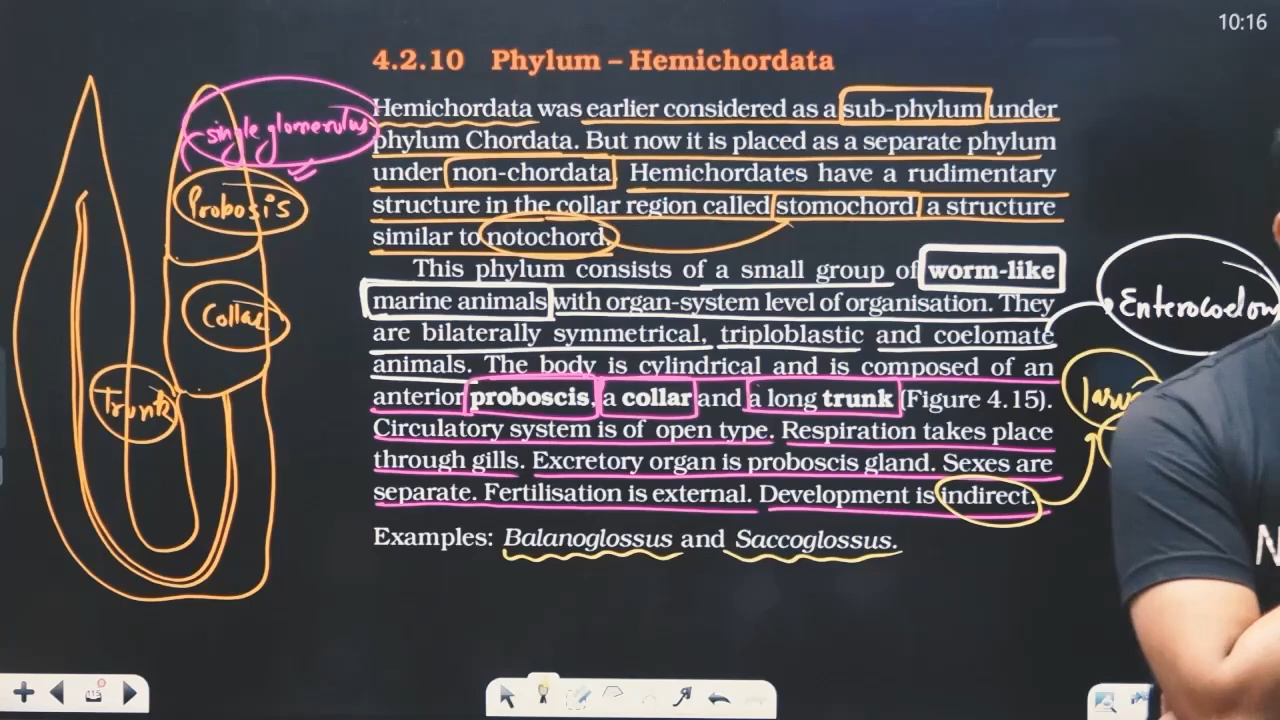 10:16
4.2.10 Phylum – Hemichordata
Hemichordata was earlier considered as a sub-phylum under
phylum Chordata. But now it is placed as a separate phylum
under non-chordata. Hemichordates have a rudimentary
structure in the collar region called stomochord, a structure
similar to notochord.
This phylum consists of a small group of worm-like
marine animals with organ-system level of organisation. They
are bilaterally symmetrical, triploblastic and coelomate
animals. The body is cylindrical and is composed of an
anterior proboscis, a collar and a long trunk (Figure 4.15).
Circulatory system is of open type. Respiration takes place
through gills. Excretory organ is proboscis gland. Sexes are
separate. Fertilisation is external. Development is indirect.
Examples: Balanoglossus and Saccoglossus.
single glomerulus
Probosis
Collar
Trunk
Enterocoelom
115
N